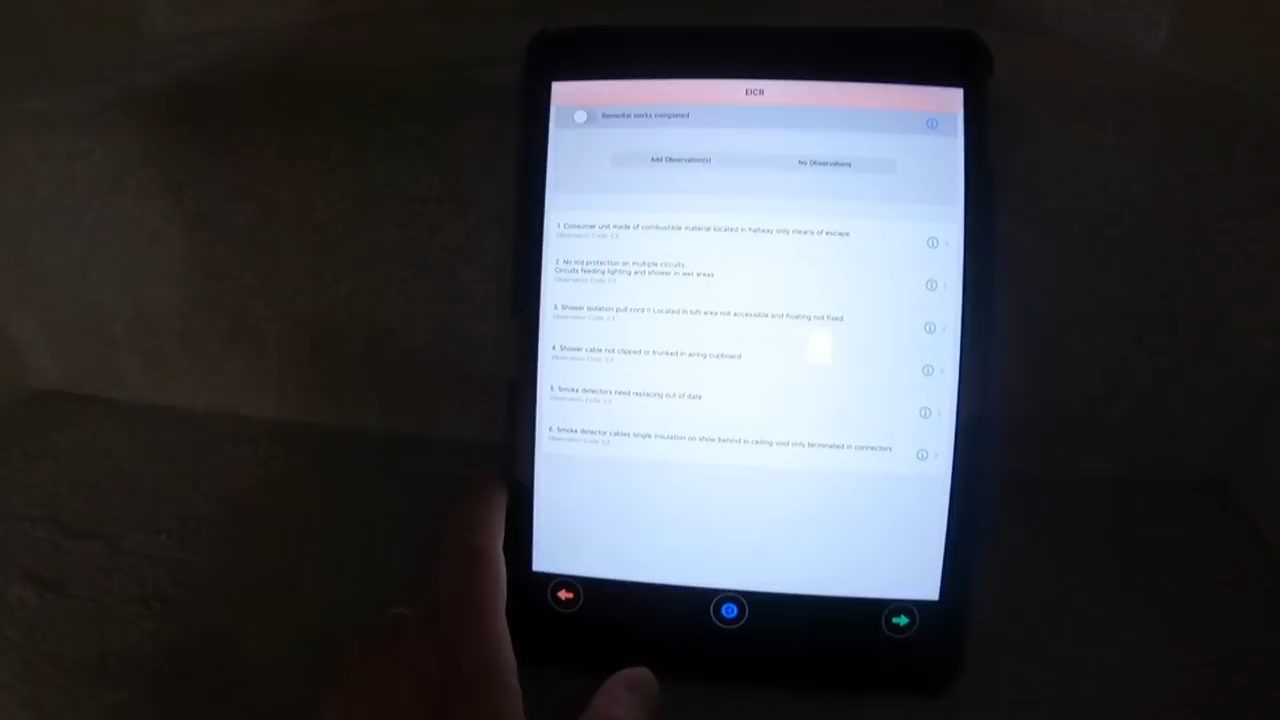 EICR
Remedial works completed
Add Observation(s)
No Observations
1. Consumer unit made of combustible material located in hallway only means of escape
Observation Code: C3
2. No rcd protection on multiple circuits
Circuits feeding lighting and shower in wet areas
Observation Code: C3
3. Shower isolation pull cord it Located in loft area not accessible and floating not fixed
Observation Code: C3
4. Shower cable not clipped or trunked in airing cupboard
Observation Code: C3
5. Smoke detectors need replacing out of date
Observation Code: C3
6. Smoke detector cables single insulation on show behind in ceiling void only terminated in connectors
Observation Code: C3